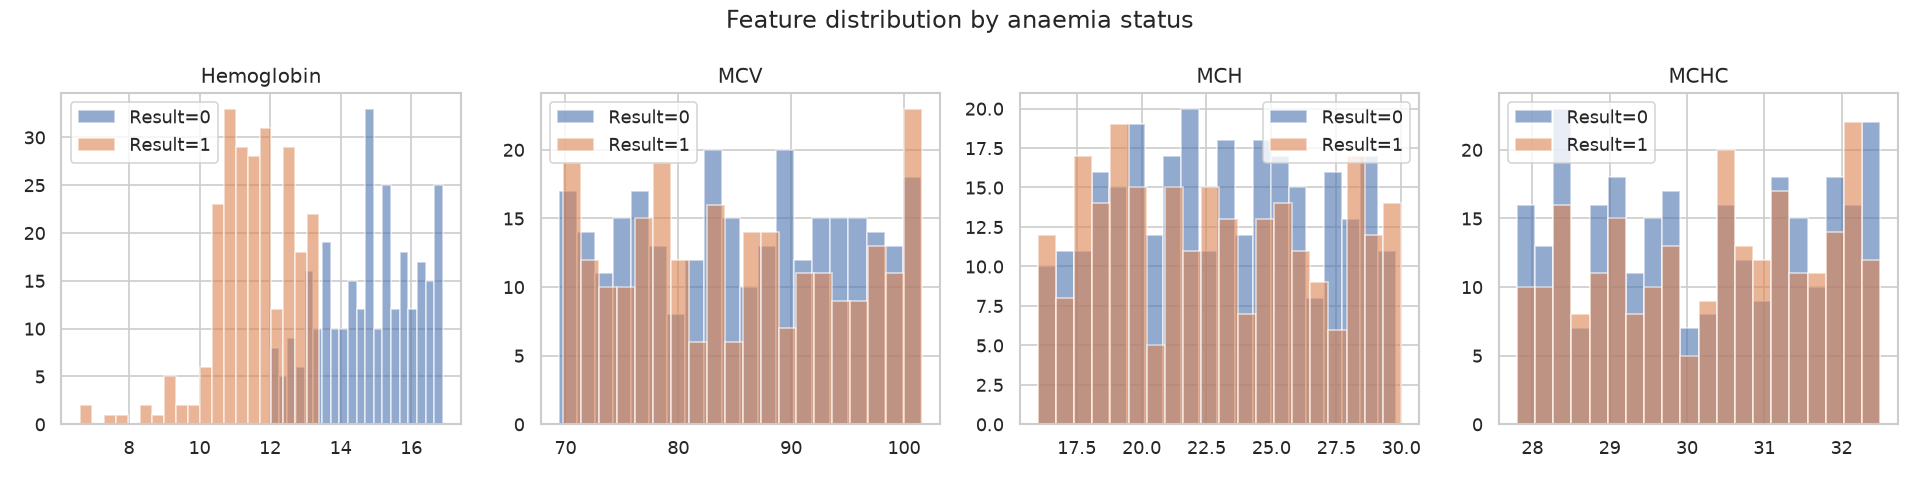 Feature distribution by anaemia status
Hemoglobin
Result=0
Result=1
0
5
10
15
20
25
30
8 10 12 14 16
MCV
Result=0
Result=1
0
5
10
15
20
70 80 90 100
MCH
Result=0
Result=1
0.0
2.5
5.0
7.5
10.0
12.5
15.0
17.5
20.0
17.5 20.0 22.5 25.0 27.5 30.0
MCHC
Result=0
Result=1
0
5
10
15
20
28 29 30 31 32